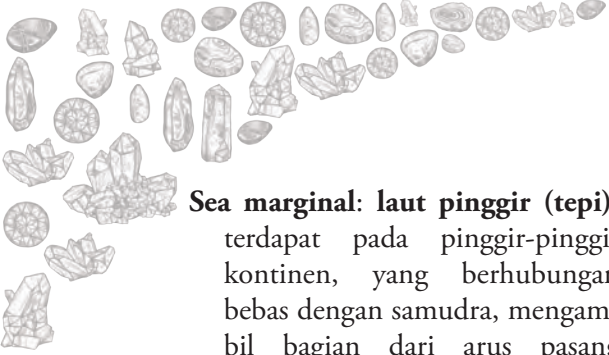 Sea marginal: laut pinggir (tepi)
terdapat pada pinggir-pinggi
kontinen, yang berhubungan
bebas dengan samudra, mengam
bil bagian dari arus pasang